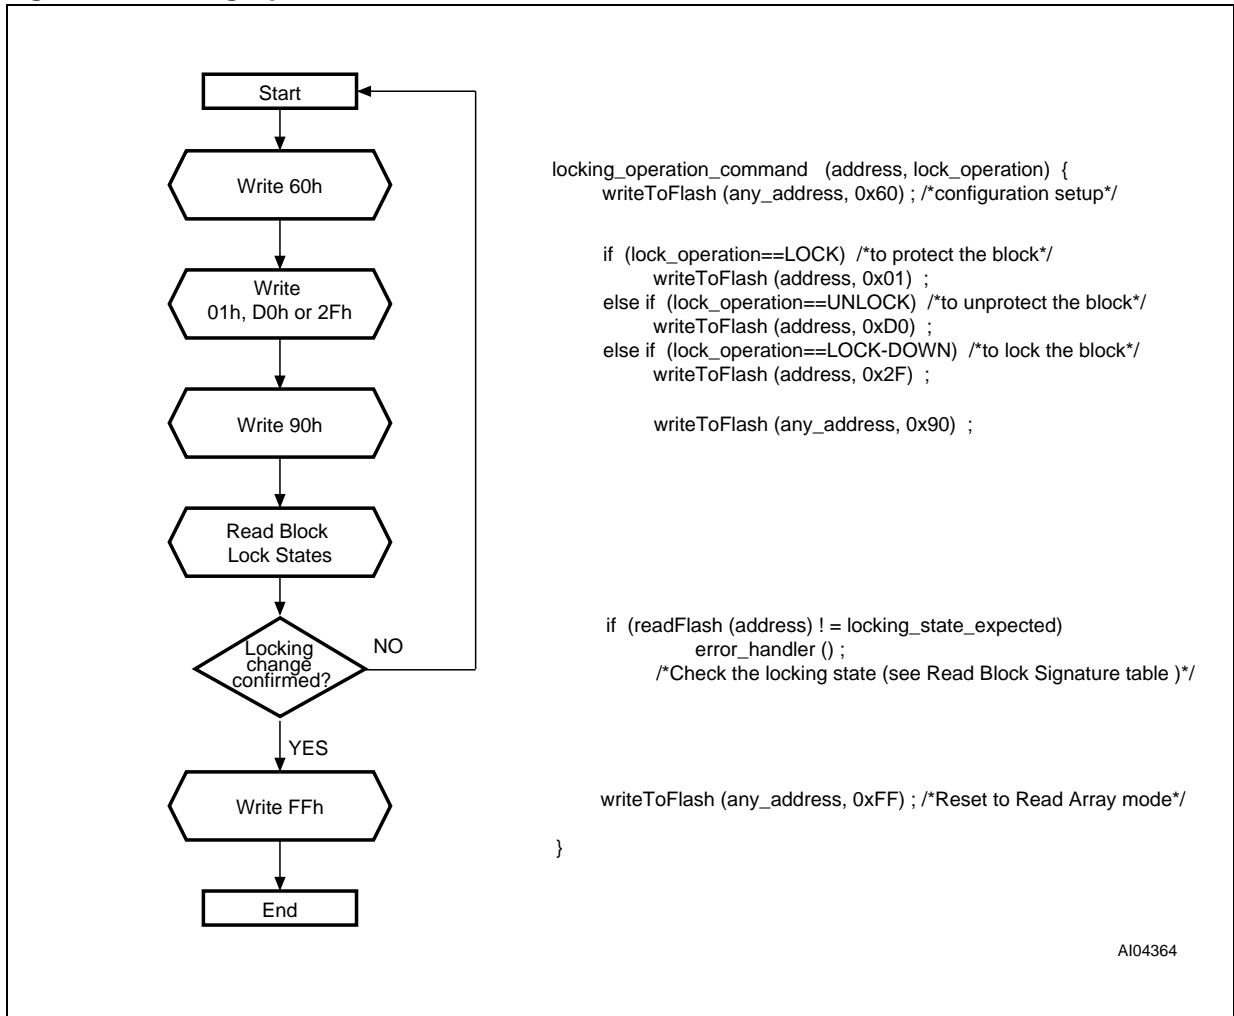 Start
Write 60h
Write
01h, D0h or 2Fh
Write 90h
Read Block
Lock States
Locking
change
confirmed?
NO
YES
Write FFh
End
locking_operation_command (address, lock_operation) {
writeToFlash (any_address, 0x60) ; /*configuration setup*/
if (lock_operation==LOCK) /*to protect the block*/
writeToFlash (address, 0x01) ;
else if (lock_operation==UNLOCK) /*to unprotect the block*/
writeToFlash (address, 0xD0) ;
else if (lock_operation==LOCK-DOWN) /*to lock the block*/
writeToFlash (address, 0x2F) ;
writeToFlash (any_address, 0x90) ;
if (readFlash (address) ! = locking_state_expected)
error_handler () ;
/*Check the locking state (see Read Block Signature table )*/
writeToFlash (any_address, 0xFF) ; /*Reset to Read Array mode*/
}
AI04364